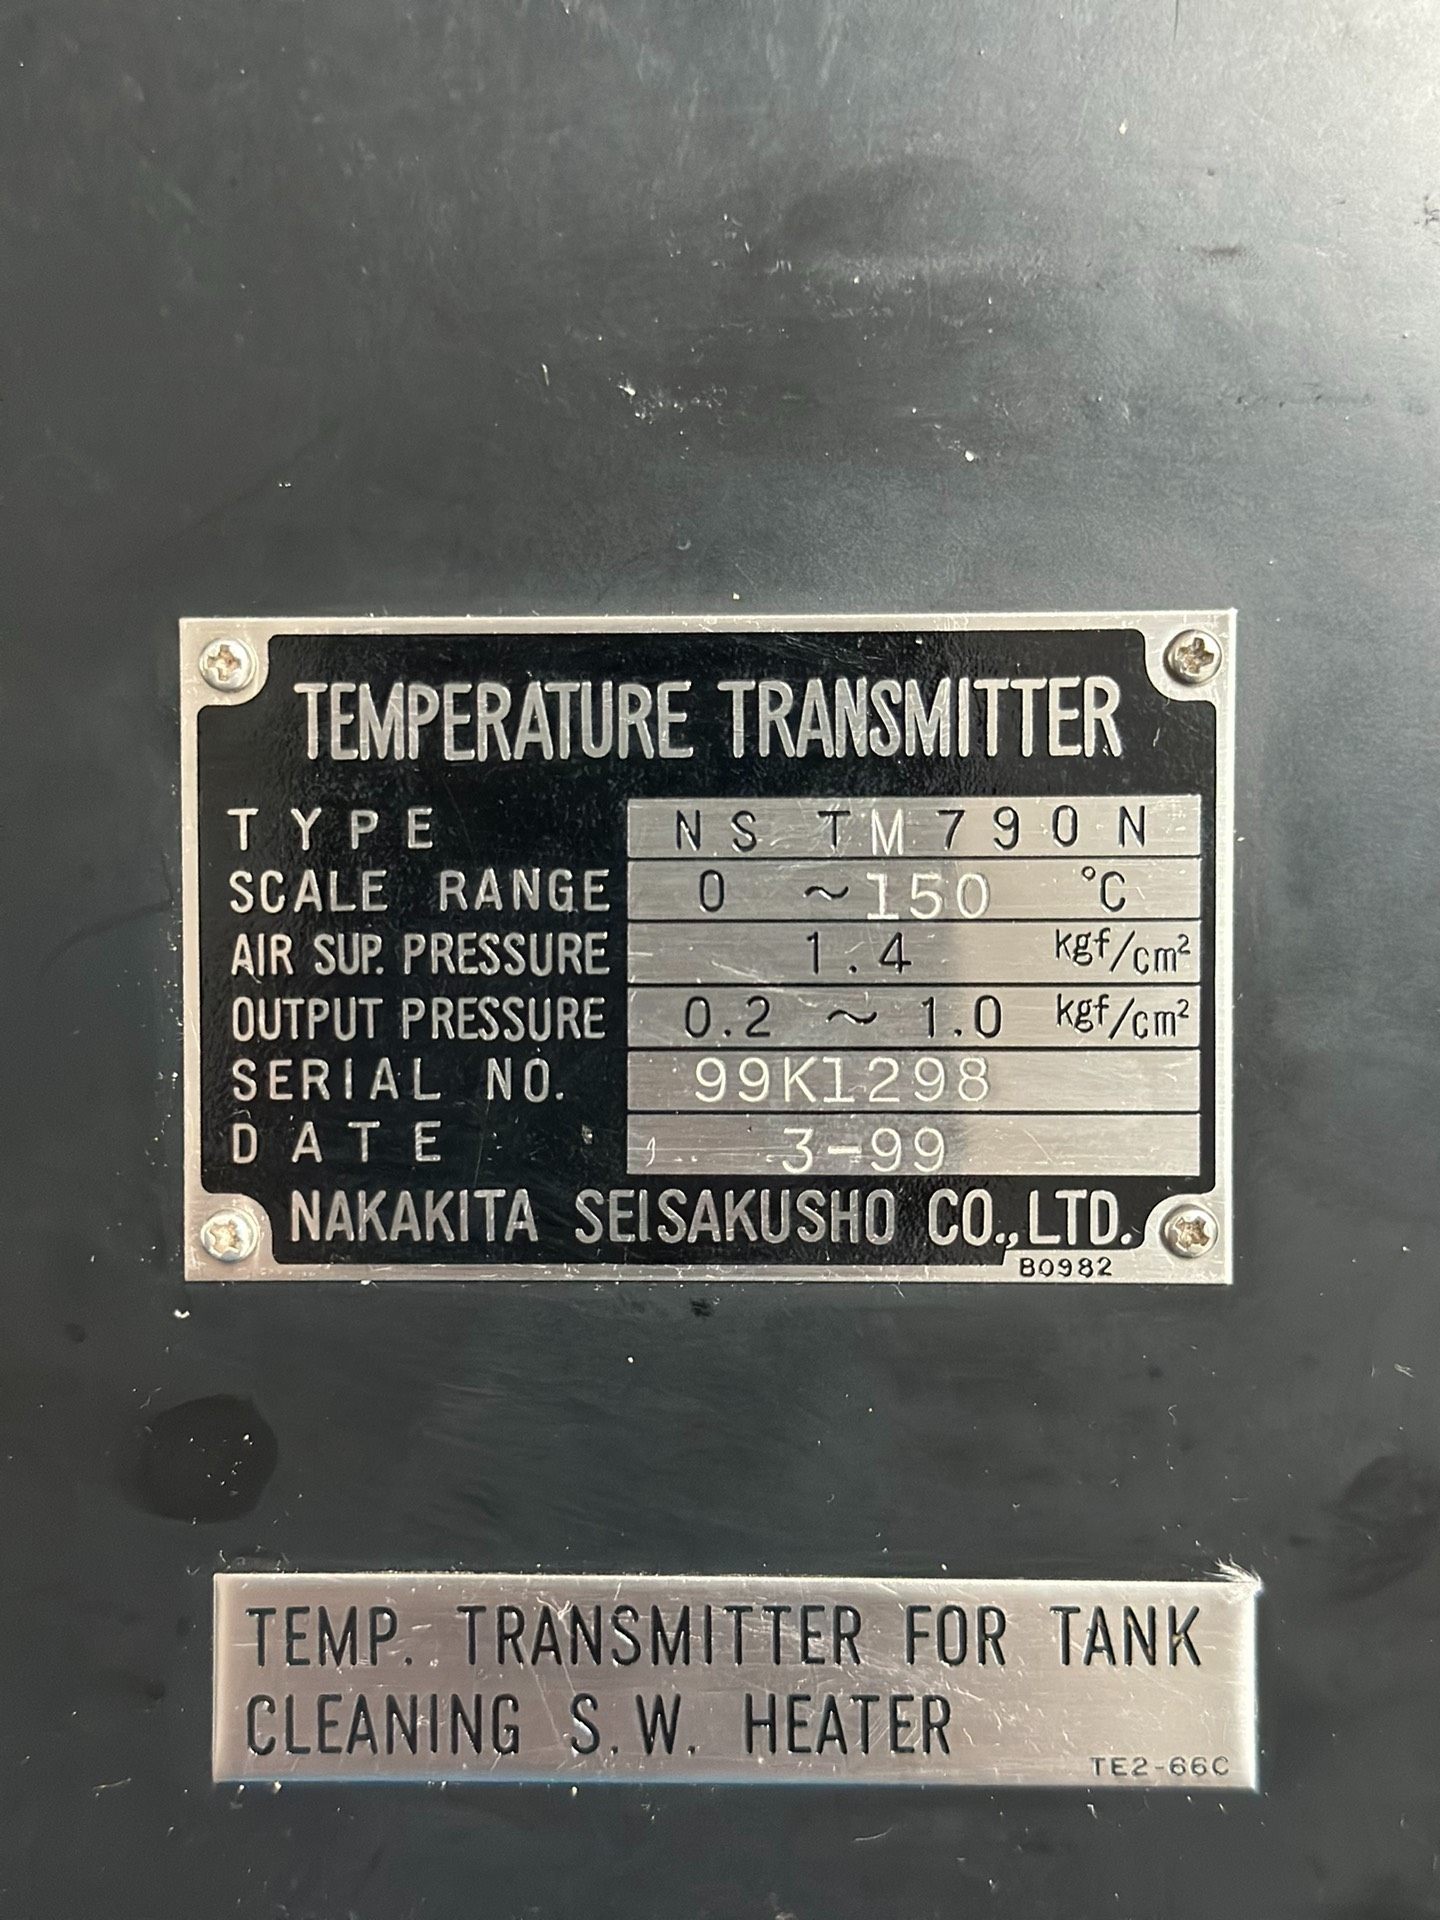 TEMPERATURE TRANSMITTER
TYPE NS TM790N
SCALE RANGE 0 ~150 °C
AIR SUP. PRESSURE 1.4 kgf/cm²
OUTPUT PRESSURE 0.2 ~ 1.0 kgf/cm²
SERIAL NO. 99K1298
DATE 3-99
NAKAKITA SEISAKUSHO CO.,LTD.
B0982
TEMP. TRANSMITTER FOR TANK
CLEANING S.W. HEATER
TE2-66C